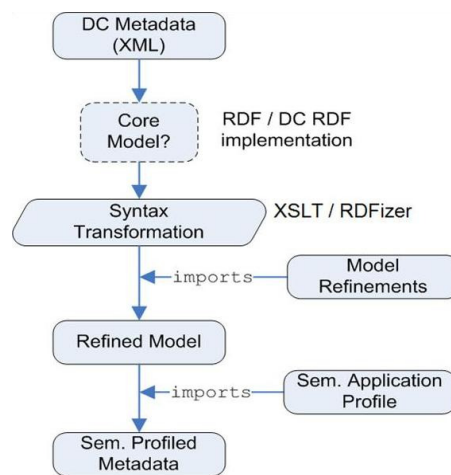 DC Metadata
(XML)
Core
Model?
RDF / DC RDF
implementation
Syntax
Transformation
XSLT / RDFizer
imports
Model
Refinements
Refined Model
imports
Sem. Application
Profile
Sem. Profiled
Metadata